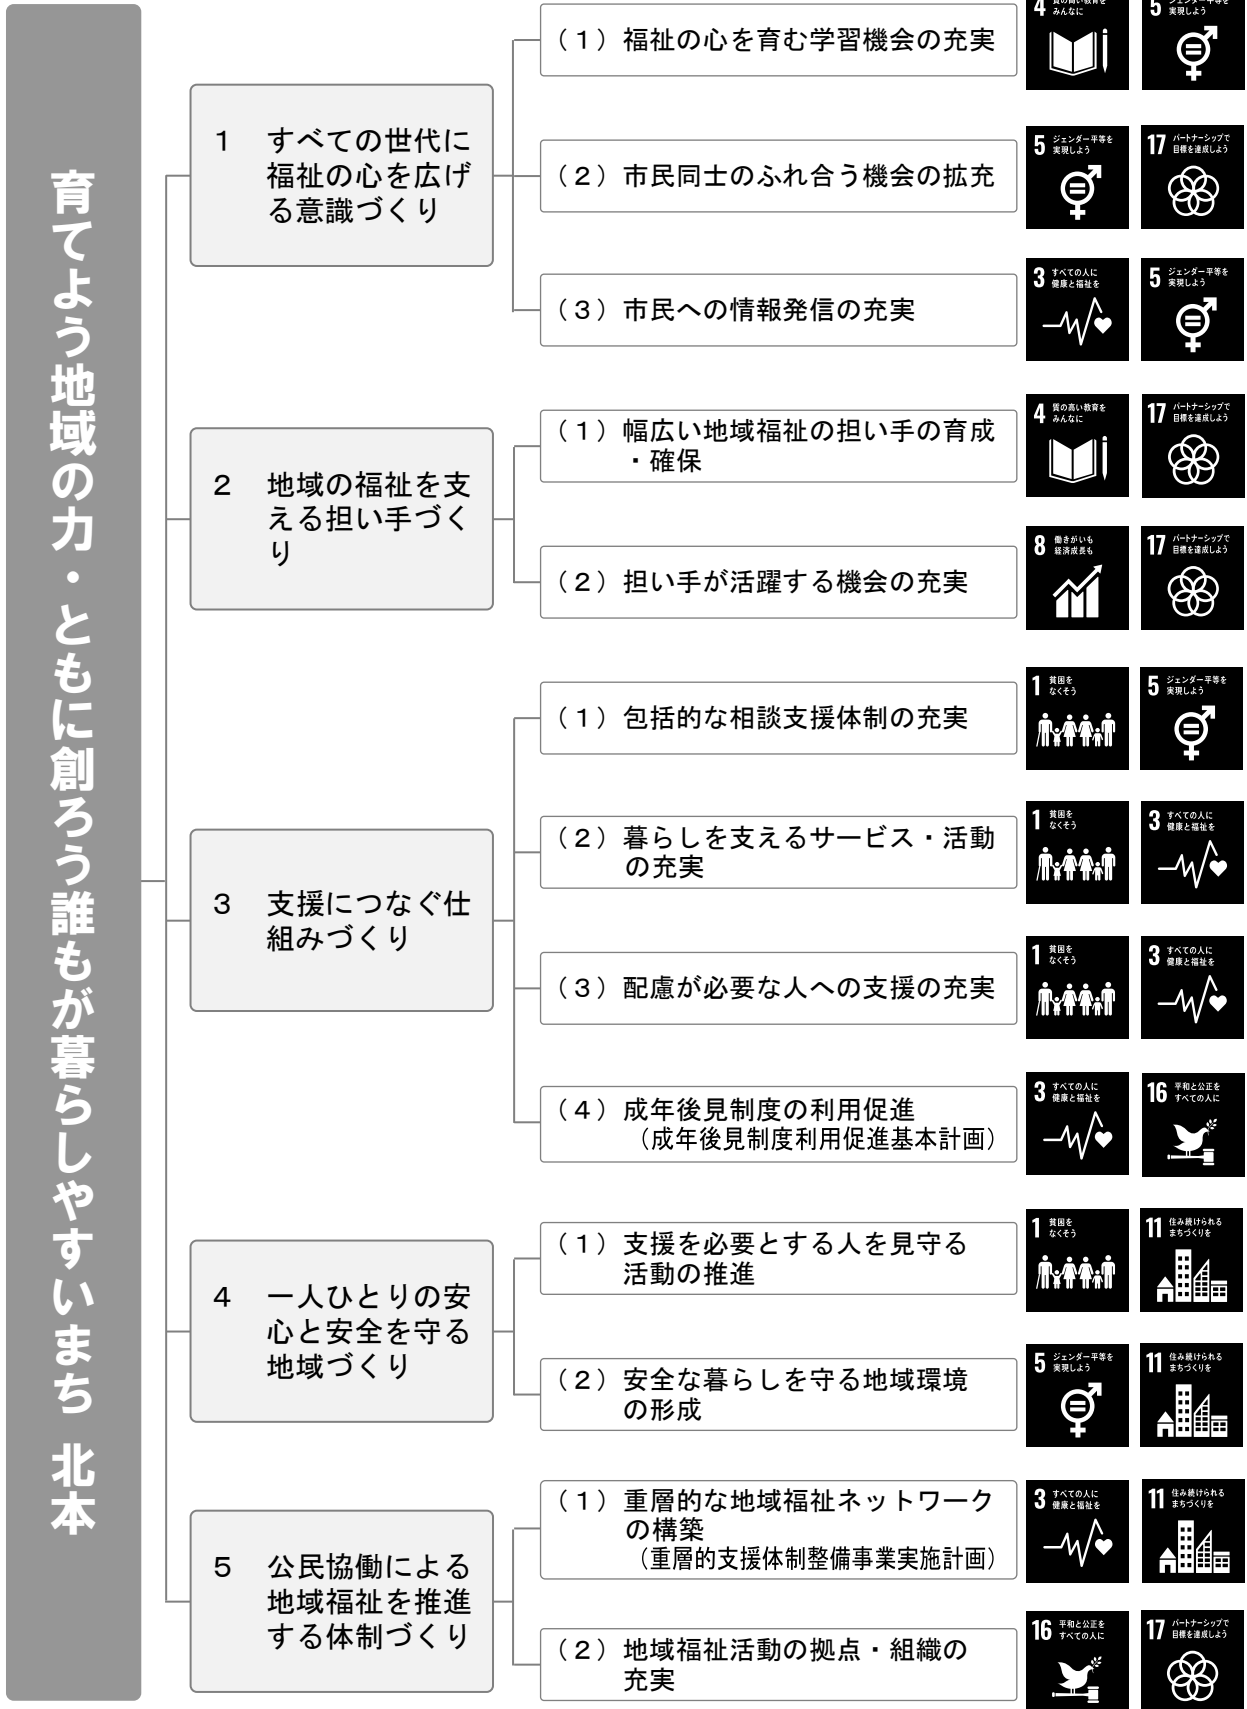 育てよう地域の力・ともに創ろう誰もが暮らしやすいまち 北本
1 すべての世代に
福祉の心を広げ
る意識づくり
（1）福祉の心を育む学習機会の充実
4 質の高い教育を
みんなに
5 ジェンダー平等を
実現しよう
（2）市民同士のふれ合う機会の拡充
5 ジェンダー平等を
実現しよう
17 パートナーシップで
目標を達成しよう
（3）市民への情報発信の充実
3 すべての人に
健康と福祉を
5 ジェンダー平等を
実現しよう
2 地域の福祉を支
える担い手づく
り
（1）幅広い地域福祉の担い手の育成
・確保
4 質の高い教育を
みんなに
17 パートナーシップで
目標を達成しよう
（2）担い手が活躍する機会の充実
8 働きがいも
経済成長も
17 パートナーシップで
目標を達成しよう
3 支援につなぐ仕
組みづくり
（1）包括的な相談支援体制の充実
1 貧困を
なくそう
5 ジェンダー平等を
実現しよう
（2）暮らしを支えるサービス・活動
の充実
1 貧困を
なくそう
3 すべての人に
健康と福祉を
（3）配慮が必要な人への支援の充実
1 貧困を
なくそう
3 すべての人に
健康と福祉を
（4）成年後見制度の利用促進
（成年後見制度利用促進基本計画）
3 すべての人に
健康と福祉を
16 平和と公正を
すべての人に
4 一人ひとりの安
心と安全を守る
地域づくり
（1）支援を必要とする人を見守る
活動の推進
1 貧困を
なくそう
11 住み続けられる
まちづくりを
（2）安全な暮らしを守る地域環境
の形成
5 ジェンダー平等を
実現しよう
11 住み続けられる
まちづくりを
5 公民協働による
地域福祉を推進
する体制づくり
（1）重層的な地域福祉ネットワーク
の構築
（重層的支援体制整備事業実施計画）
3 すべての人に
健康と福祉を
11 住み続けられる
まちづくりを
（2）地域福祉活動の拠点・組織の
充実
16 平和と公正を
すべての人に
17 パートナーシップで
目標を達成しよう